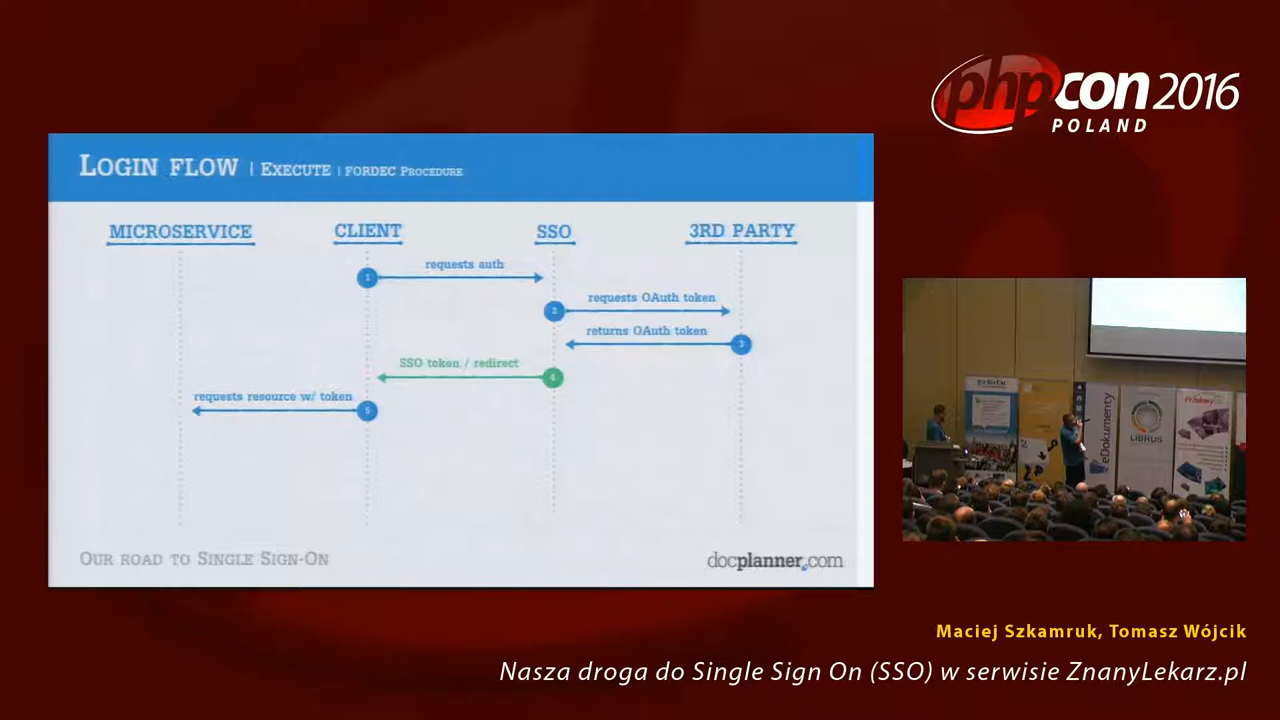 phpcon 2016
POLAND
LOGIN FLOW | EXECUTE | FORDEC PROCEDURE
MICROSERVICE
CLIENT
SSO
3RD PARTY
1
requests auth
2
requests OAuth token
returns OAuth token
3
SSO token / redirect
4
requests resource w/ token
5
OUR ROAD TO SINGLE SIGN-ON
docplanner.com
eDokumenty
LIBRUS
Maciej Szkamruk, Tomasz Wójcik
Nasza droga do Single Sign On (SSO) w serwisie ZnanyLekarz.pl